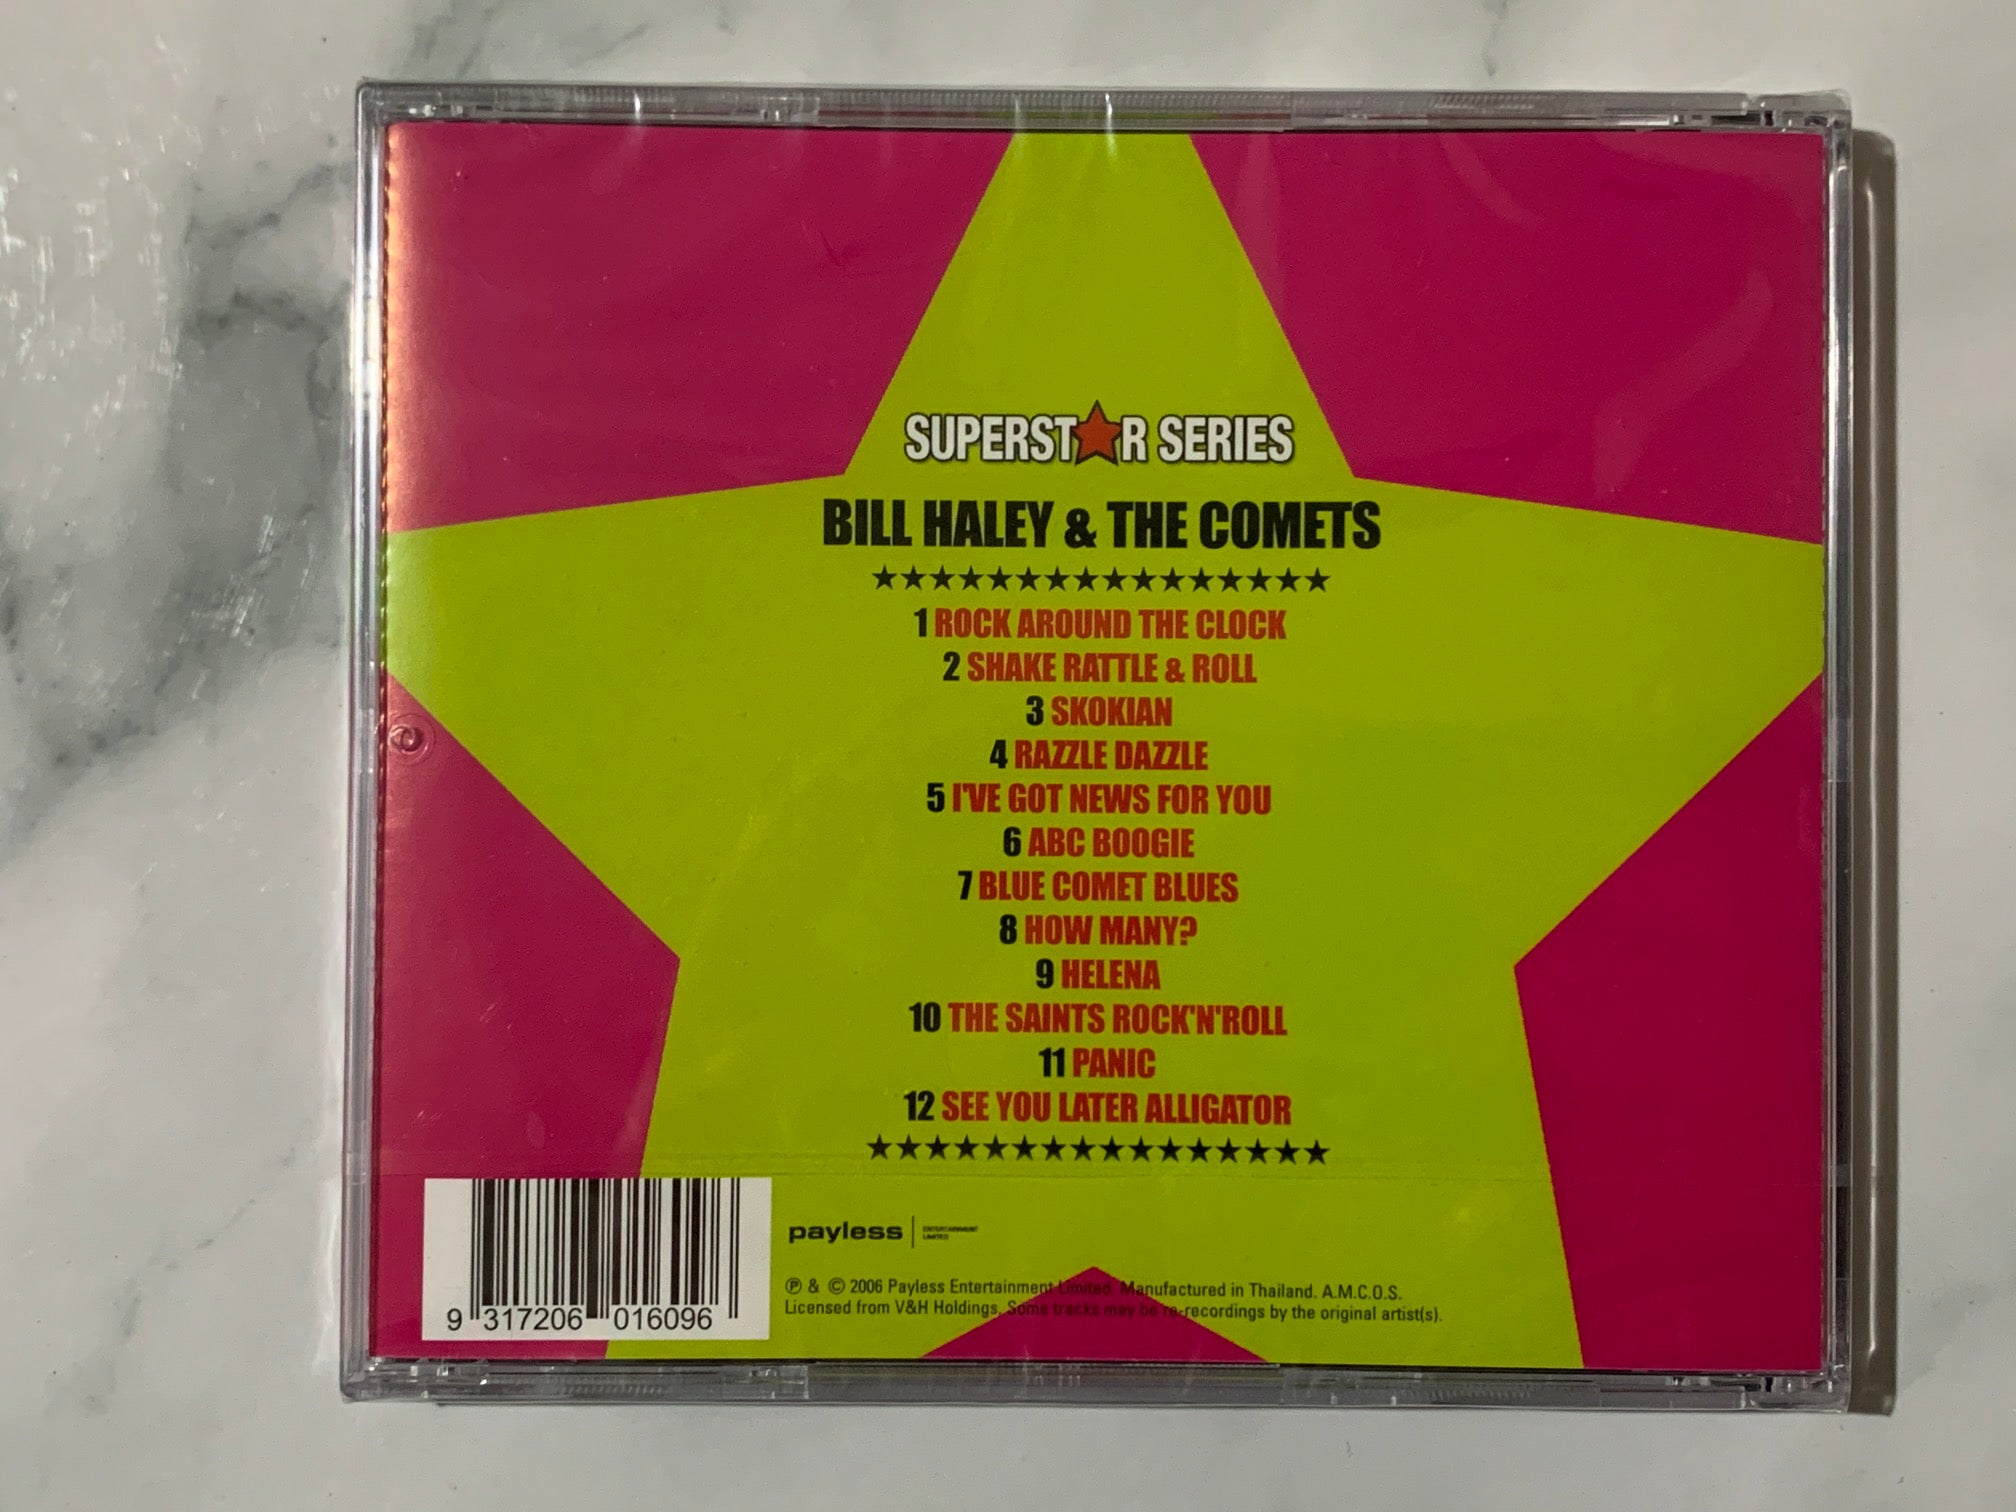 SUPERST★R SERIES
BILL HALEY & THE COMETS
★★★★★★★★★★★★★★★★
1 ROCK AROUND THE CLOCK
2 SHAKE RATTLE & ROLL
3 SKOKIAN
4 RAZZLE DAZZLE
5 I'VE GOT NEWS FOR YOU
6 ABC BOOGIE
7 BLUE COMET BLUES
8 HOW MANY?
9 HELENA
10 THE SAINTS ROCK'N'ROLL
11 PANIC
12 SEE YOU LATER ALLIGATOR
★★★★★★★★★★★★★★★★
payless
ENTERTAINMENT
LIMITED
℗ & © 2006 Payless Entertainment Limited. Manufactured in Thailand. A.M.C.O.S.
Licensed from V&H Holdings. Some tracks may be re-recordings by the original artist(s).
9 317206 016096